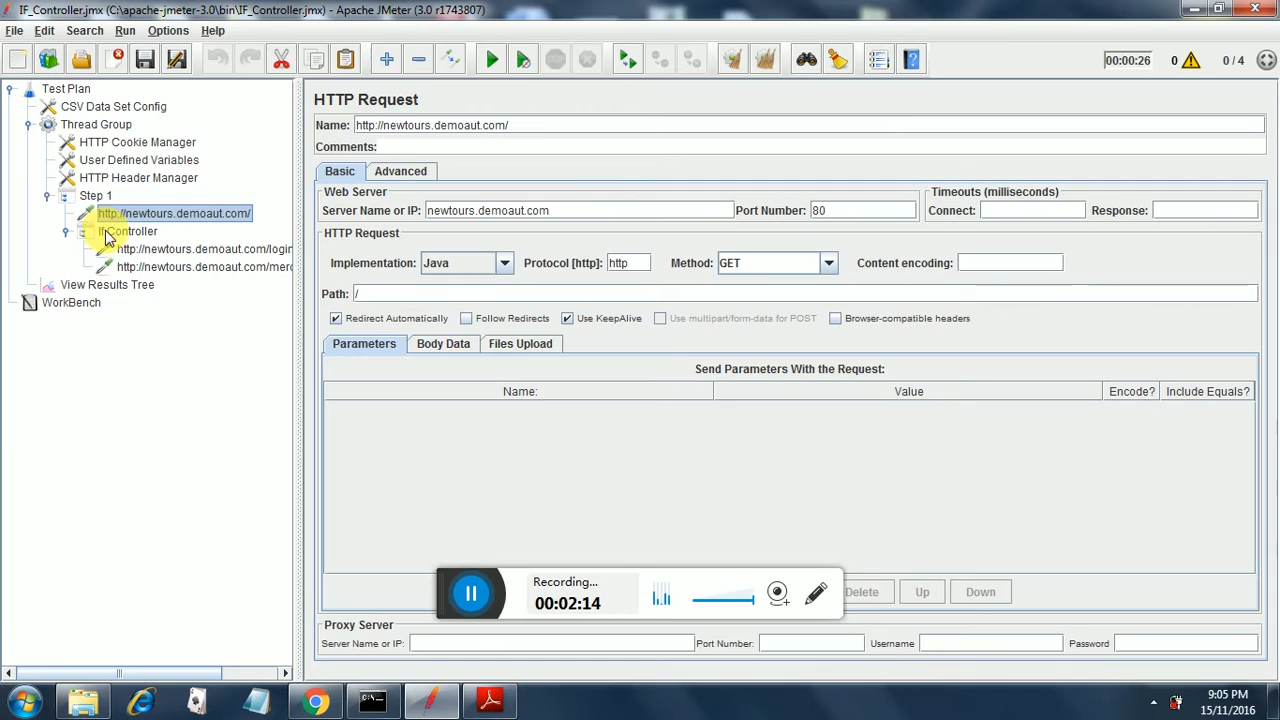 IF_Controller.jmx (C:\apache-jmeter-3.0\bin\IF_Controller.jmx) - Apache JMeter (3.0 r1743807)
File Edit Search Run Options Help
00:00:26 0 0 / 4
Test Plan
CSV Data Set Config
Thread Group
HTTP Cookie Manager
User Defined Variables
HTTP Header Manager
Step 1
http://newtours.demoaut.com/
If Controller
http://newtours.demoaut.com/login
http://newtours.demoaut.com/merc
View Results Tree
WorkBench
HTTP Request
Name: http://newtours.demoaut.com/
Comments:
Basic Advanced
Web Server
Server Name or IP: newtours.demoaut.com Port Number: 80
Timeouts (milliseconds)
Connect: Response:
HTTP Request
Implementation: Java Protocol [http]: http Method: GET Content encoding:
Path: /
Redirect Automatically Follow Redirects Use KeepAlive Use multipart/form-data for POST Browser-compatible headers
Parameters Body Data Files Upload
Send Parameters With the Request:
Name: Value Encode? Include Equals?
Recording...
00:02:14
Delete Up Down
Proxy Server
Server Name or IP: Port Number: Username Password
9:05 PM
15/11/2016